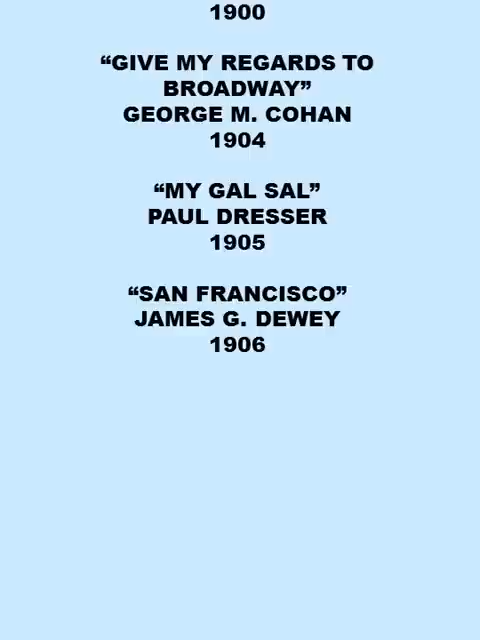 1900
“GIVE MY REGARDS TO
BROADWAY”
GEORGE M. COHAN
1904
“MY GAL SAL”
PAUL DRESSER
1905
“SAN FRANCISCO”
JAMES G. DEWEY
1906